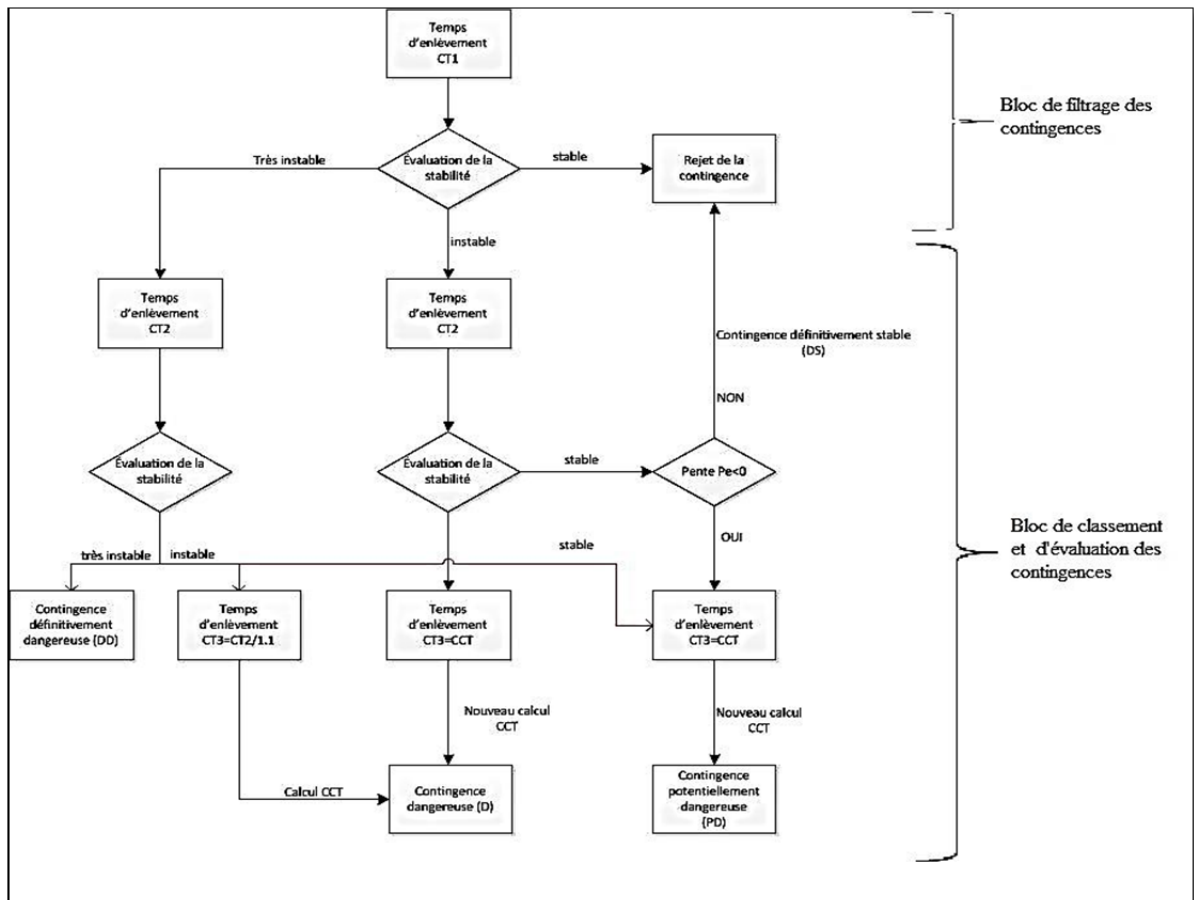 Temps
d'enlèvement
CT1
Bloc de filtrage des
contingences
Très instable
Évaluation de la
stabilité
stable
Rejet de la
contingence
instable
Temps
d'enlèvement
CT2
Temps
d'enlèvement
CT2
Contingence définitivement stable
(DS)
NON
Évaluation de la
stabilité
Évaluation de la
stabilité
stable
Pente Pe<0
Bloc de classement
et d'évaluation des
contingences
OUI
très instable
instable
stable
Contingence
définitivement
dangereuse (DD)
Temps
d'enlèvement
CT3=CT2/1.1
Temps
d'enlèvement
CT3=CCT
Temps
d'enlèvement
CT3=CCT
Nouveau calcul
CCT
Nouveau calcul
CCT
Calcul CCT
Contingence
dangereuse (D)
Contingence
potentiellement
dangereuse
(PD)